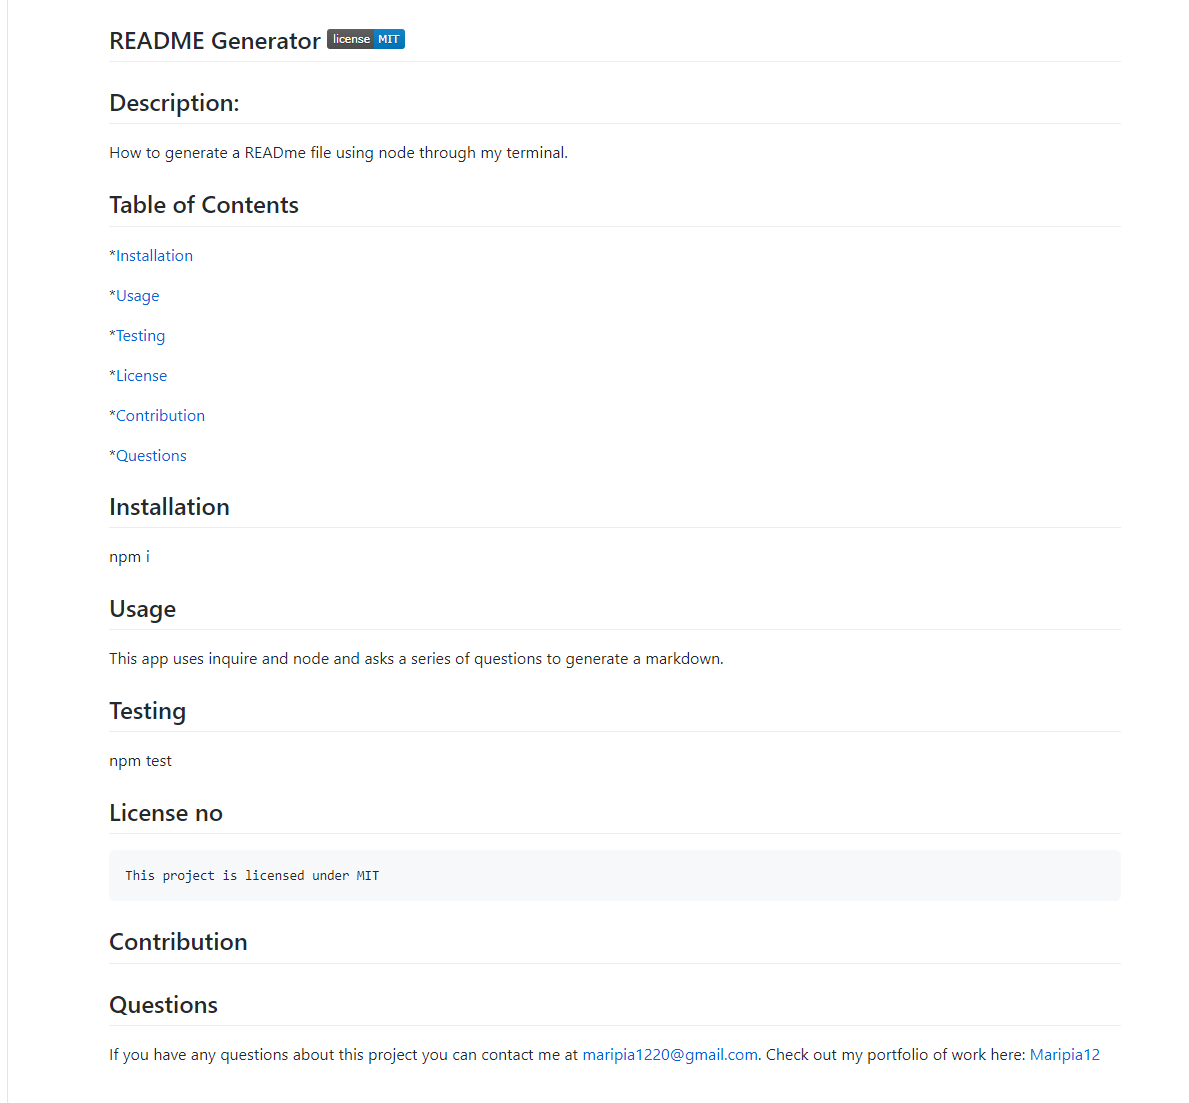 README Generator license MIT
Description:
How to generate a READme file using node through my terminal.
Table of Contents
*Installation
*Usage
*Testing
*License
*Contribution
*Questions
Installation
npm i
Usage
This app uses inquire and node and asks a series of questions to generate a markdown.
Testing
npm test
License no
This project is licensed under MIT
Contribution
Questions
If you have any questions about this project you can contact me at maripia1220@gmail.com. Check out my portfolio of work here: Maripia12